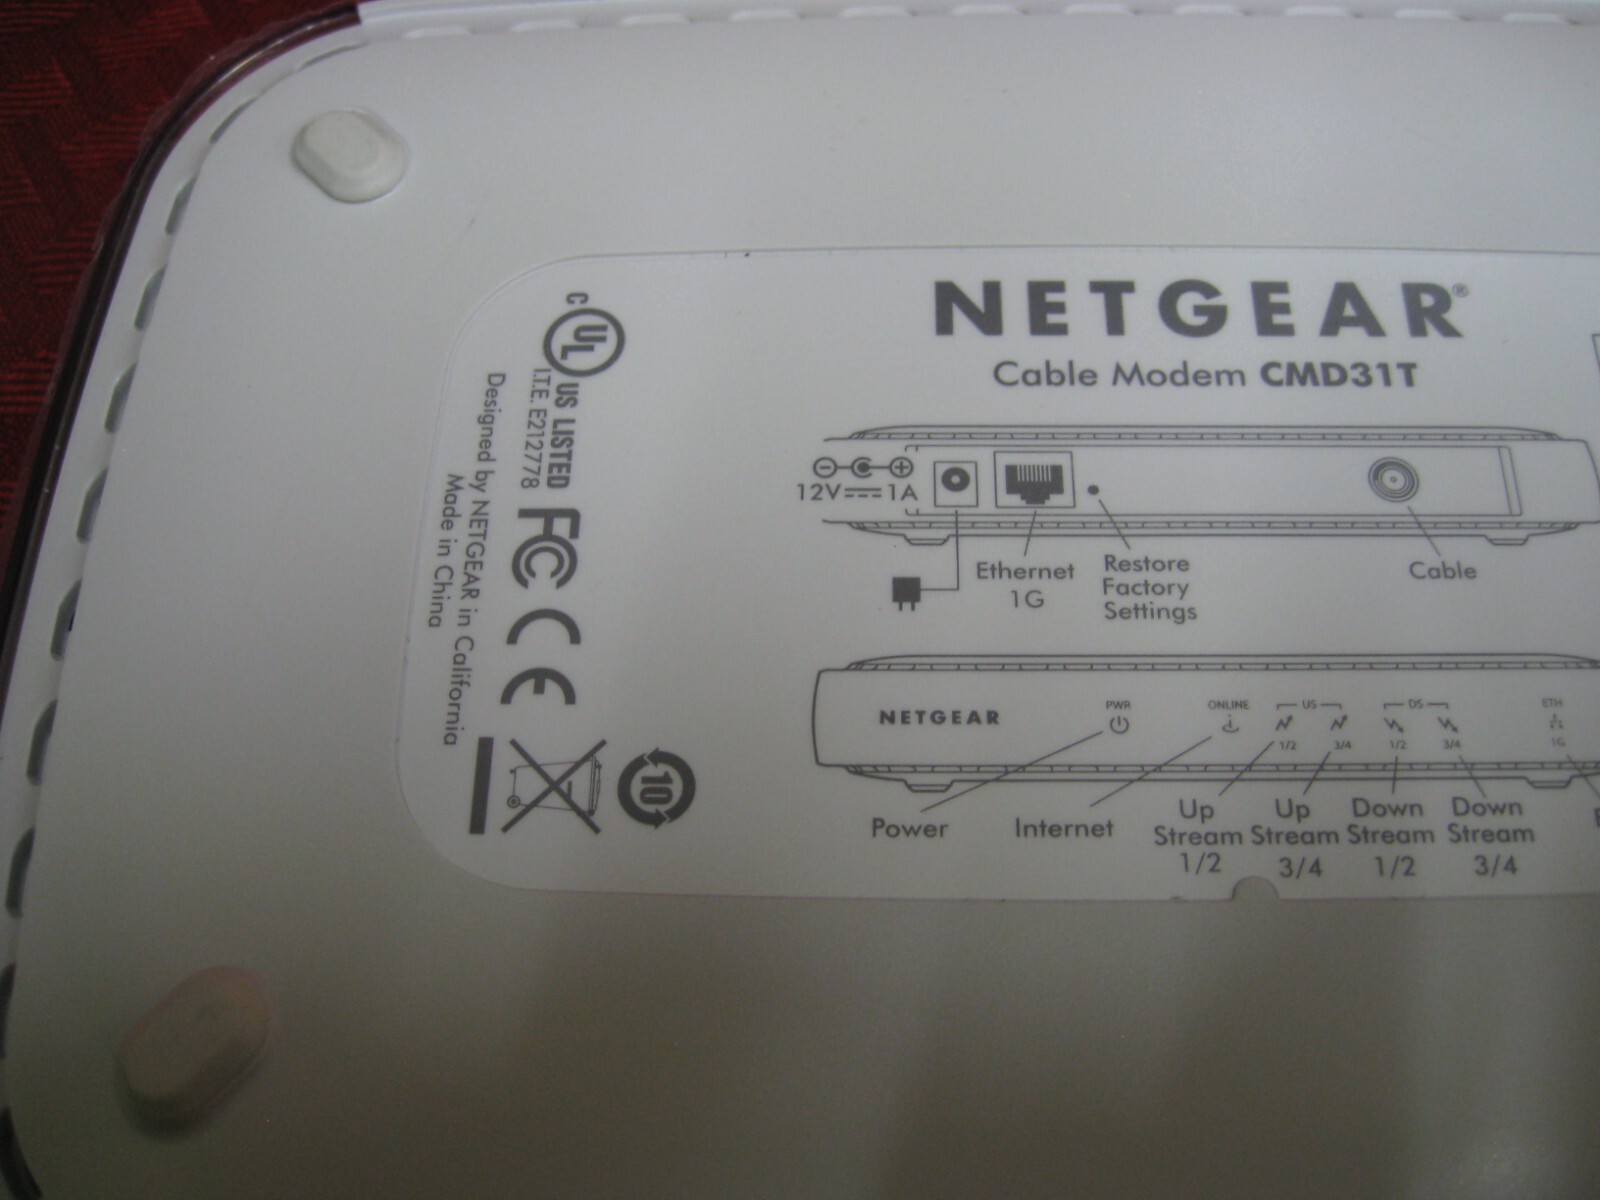 NETGEAR®
Cable Modem CMD31T
12V 1A
Ethernet
1G
Restore
Factory
Settings
Cable
NETGEAR
PWR
ONLINE
US
1/2
3/4
DS
1/2
3/4
ETH
1G
Power
Internet
Up
Stream
1/2
Up
Stream
3/4
Down
Stream
1/2
Down
Stream
3/4
C UL US LISTED
I.T.E. E212778
FC CE
Designed by NETGEAR in California
Made in China
10